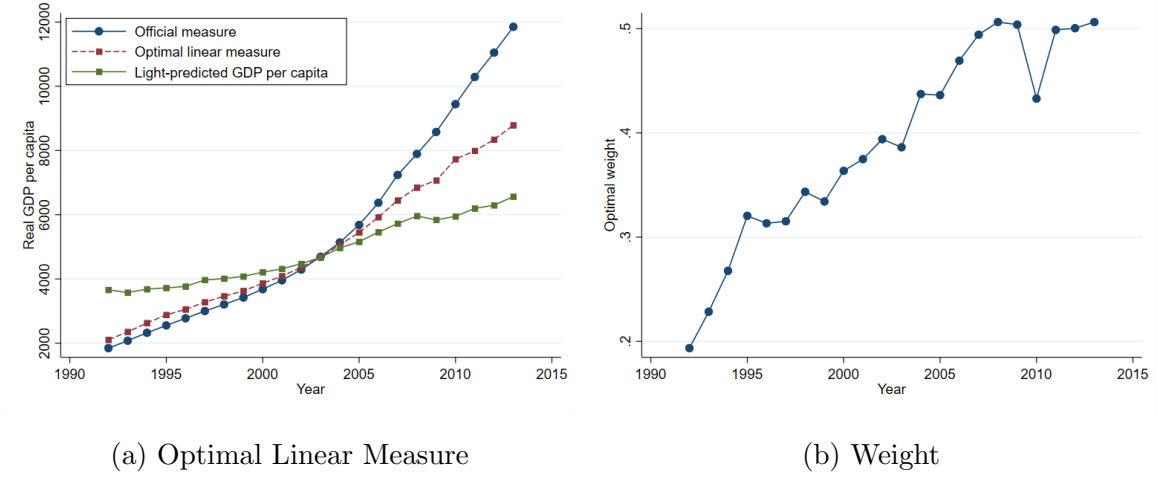 Official measure
Optimal linear measure
Light-predicted GDP per capita
Real GDP per capita
12000
10000
8000
6000
4000
2000
1990 1995 2000 2005 2010 2015
Year
Optimal weight
.5
.4
.3
.2
1990 1995 2000 2005 2010 2015
Year
(a) Optimal Linear Measure
(b) Weight